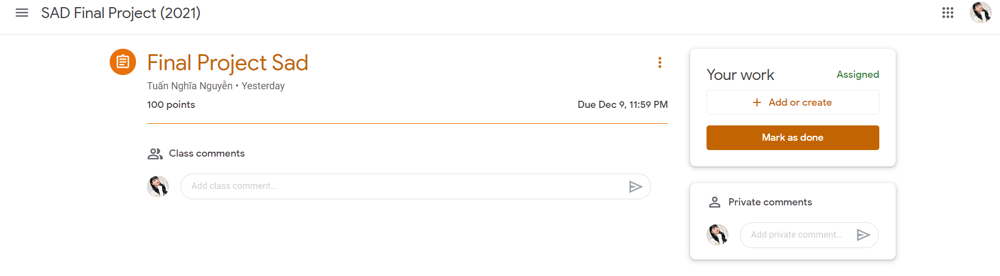 SAD Final Project (2021)
Final Project Sad
Tuấn Nghĩa Nguyễn • Yesterday
100 points
Due Dec 9, 11:59 PM
Class comments
Add class comment...
Your work
Assigned
+ Add or create
Mark as done
Private comments
Add private comment...